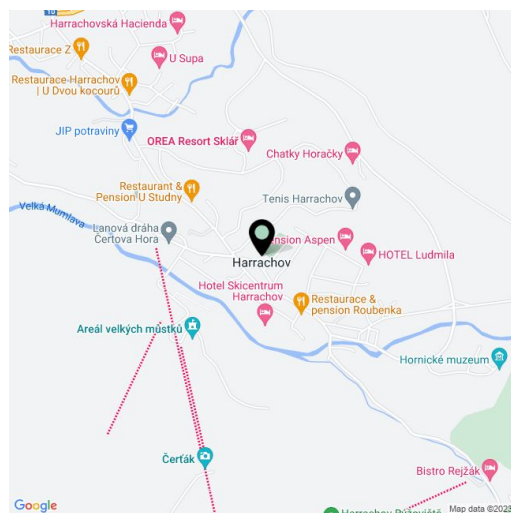 10
Harrachovská Hacienda
Restaurace Z
U Supa
Restaurace-Harrachov
| U Dvou kocourů
JIP potraviny
OREA Resort Sklář
Chatky Horačky
Restaurant &
Pension U Studny
Tenis Harrachov
Velká Mumlava
Lanová dráha
Čertova Hora
Pension Aspen
HOTEL Ludmila
Harrachov
Hotel Skicentrum
Harrachov
Restaurace &
pension Roubenka
Areál velkých můstků
Hornické muzeum
Čerťák
Bistro Rejžák
Google
Map data ©2023